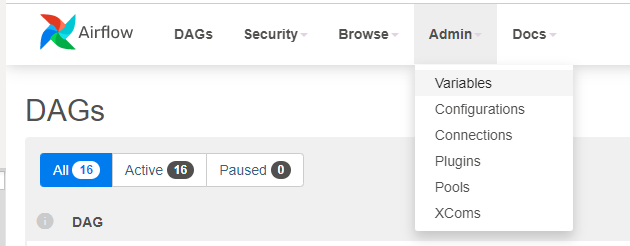 Airflow DAGs Security Browse Admin Docs
Variables
DAGs
Configurations
Connections
Plugins
All 16 Active 16 Paused 0
Pools
XComs
i DAG